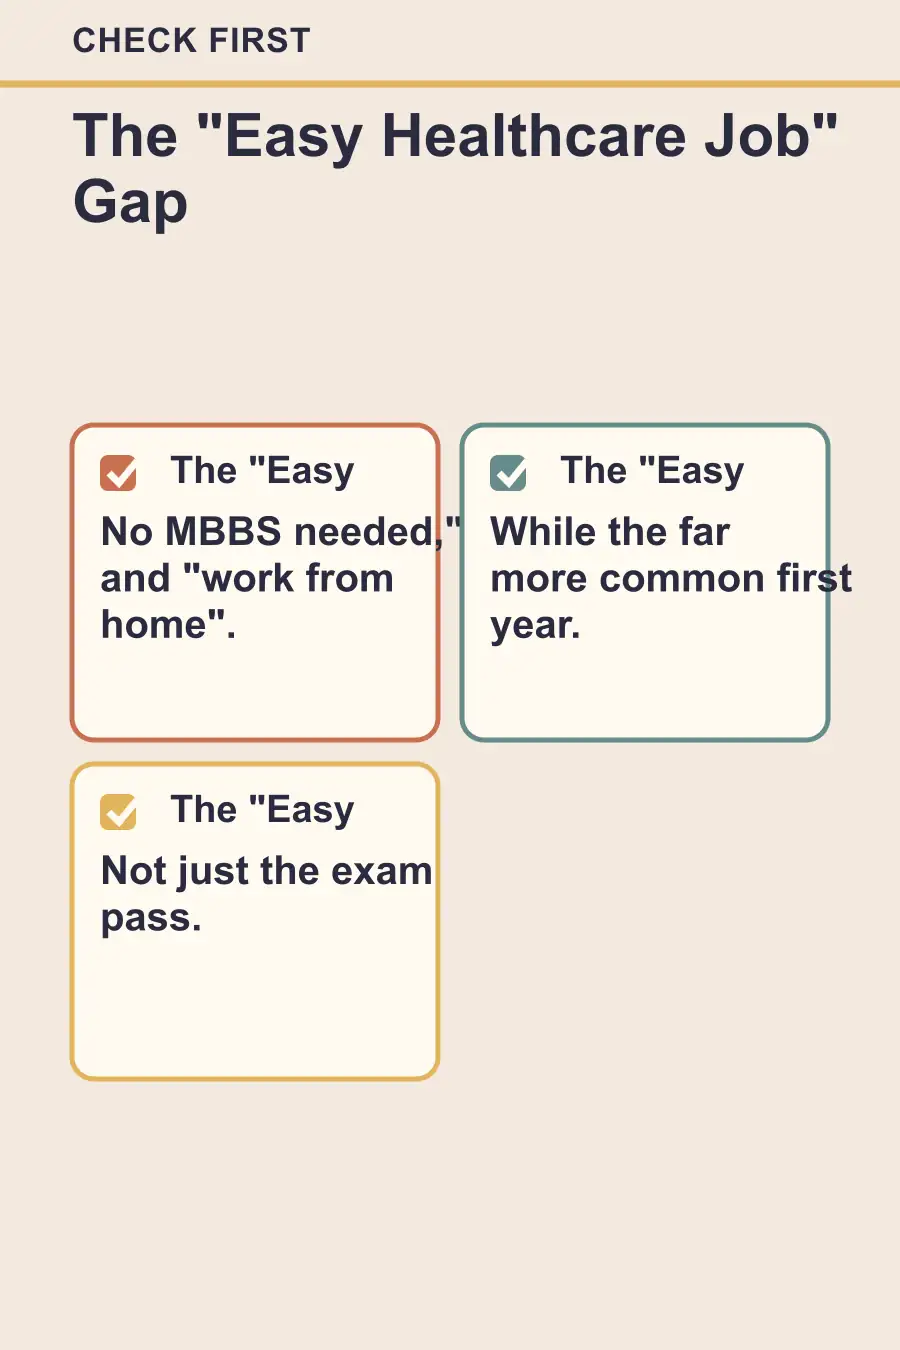 CHECK FIRST
The "Easy Healthcare Job"
Gap
The "Easy
No MBBS needed,"
and "work from
home".
The "Easy
While the far
more common first
year.
The "Easy
Not just the exam
pass.